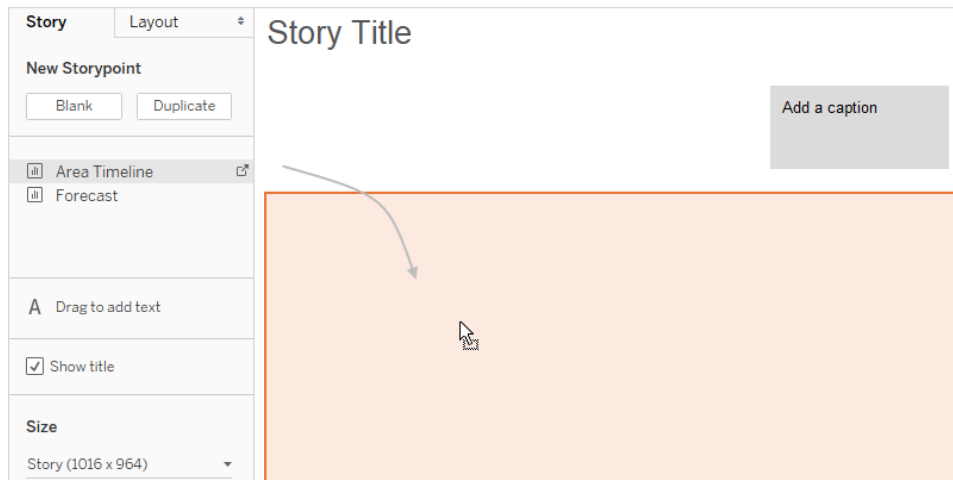 Story Layout
Story Title
New Storypoint
Blank Duplicate
Add a caption
Area Timeline
Forecast
A Drag to add text
Show title
Size
Story (1016 x 964)